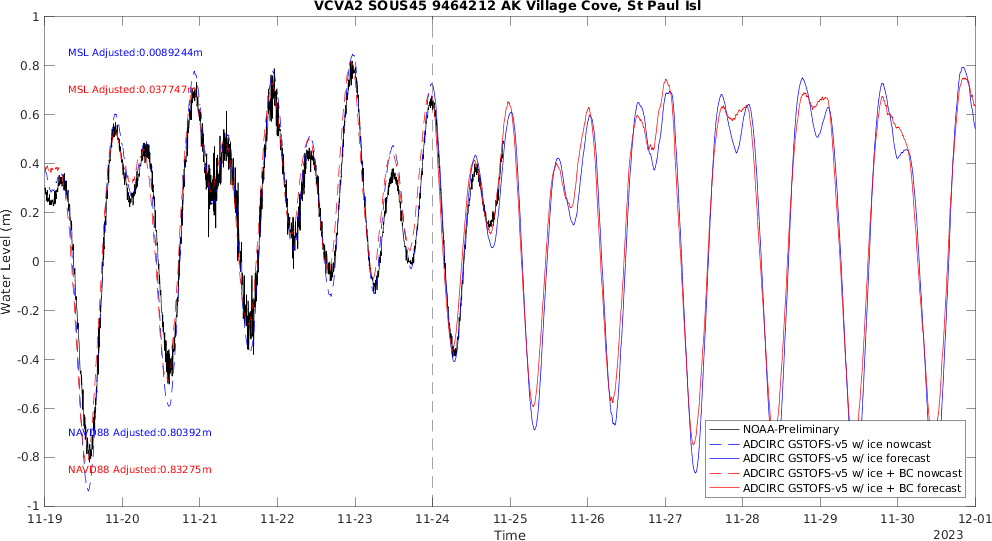 VCVA2 SOUS45 9464212 AK Village Cove, St Paul Isl
1
0.8
0.6
0.4
0.2
0
-0.2
-0.4
-0.6
-0.8
-1
Water Level (m)
MSL Adjusted:0.0089244m
MSL Adjusted:0.037747m
NAVD88 Adjusted:0.80392m
NAVD88 Adjusted:0.83275m
NOAA-Preliminary
ADCIRC GSTOFS-v5 w/ ice nowcast
ADCIRC GSTOFS-v5 w/ ice forecast
ADCIRC GSTOFS-v5 w/ ice + BC nowcast
ADCIRC GSTOFS-v5 w/ ice + BC forecast
11-19 11-20 11-21 11-22 11-23 11-24 11-25 11-26 11-27 11-28 11-29 11-30 12-01
Time
2023